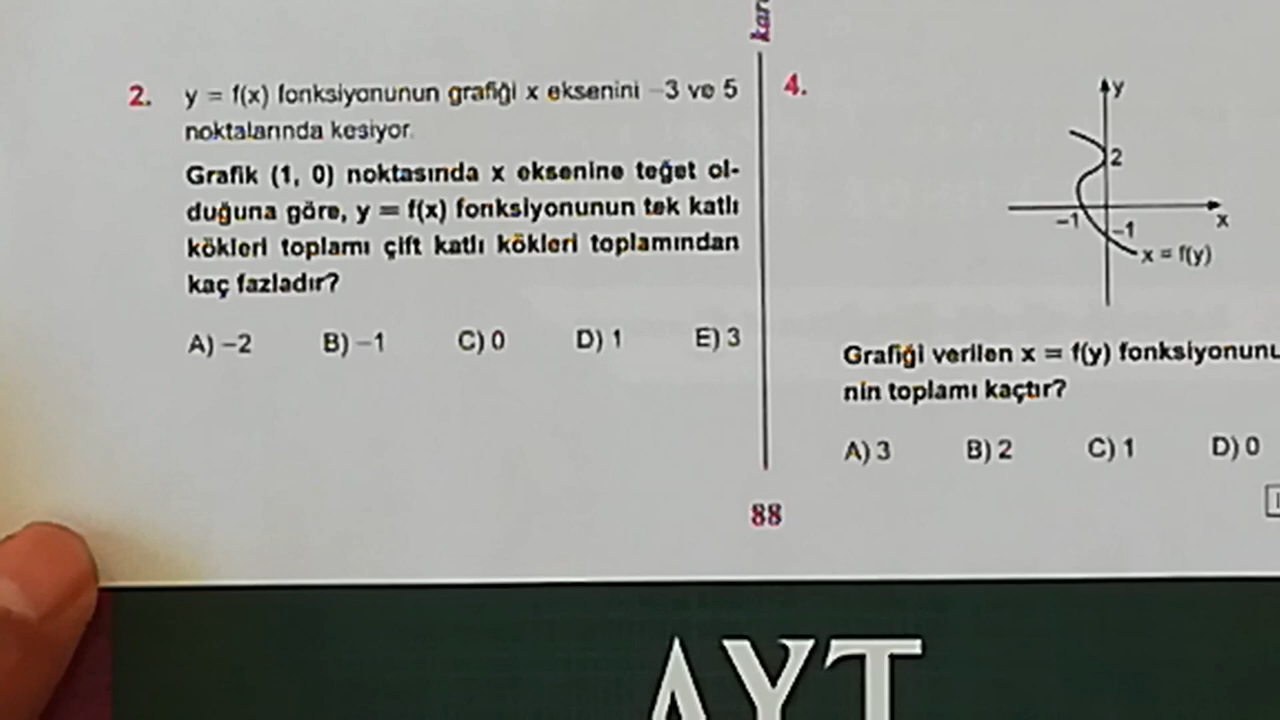 kar
2. y = f(x) fonksiyonunun grafiği x eksenini -3 ve 5
noktalarında kesiyor.
Grafik (1, 0) noktasında x eksenine teğet ol-
duğuna göre, y = f(x) fonksiyonunun tek katlı
kökleri toplamı çift katlı kökleri toplamından
kaç fazladır?
A) -2 B) -1 C) 0 D) 1 E) 3
4.
y
2
-1
-1
x
x = f(y)
Grafiği verilen x = f(y) fonksiyonunu
nin toplamı kaçtır?
A) 3 B) 2 C) 1 D) 0
88
AYT